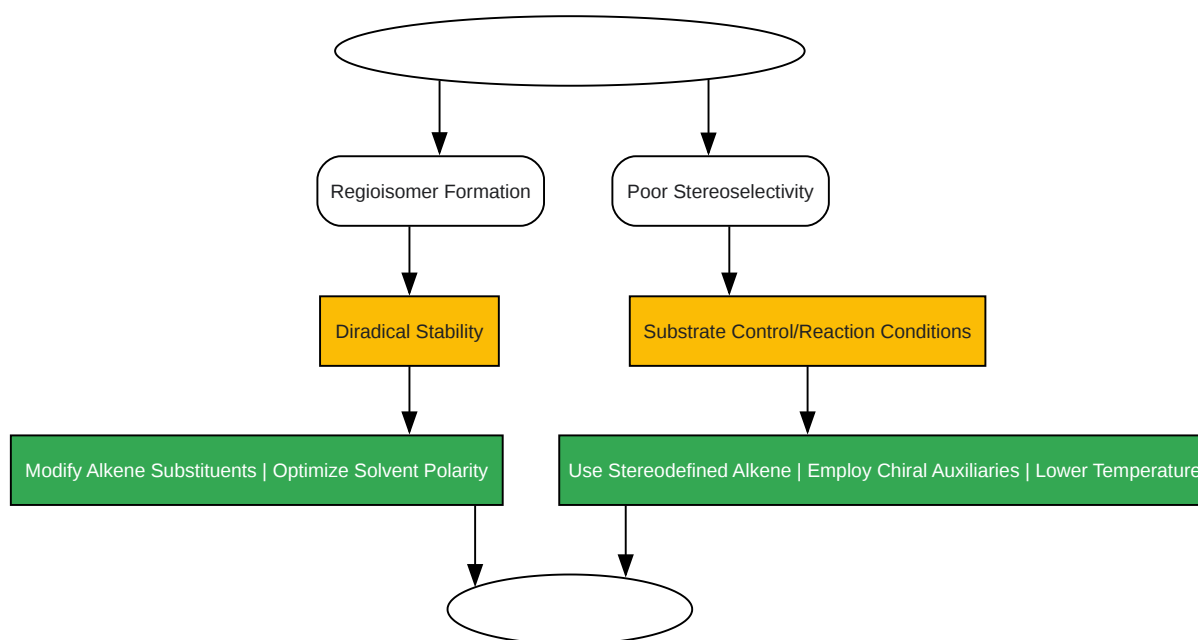 Regioisomer Formation
Poor Stereoselectivity
Diradical Stability
Substrate Control/Reaction Conditions
Modify Alkene Substituents | Optimize Solvent Polarity
Use Stereodefined Alkene | Employ Chiral Auxiliaries | Lower Temperature